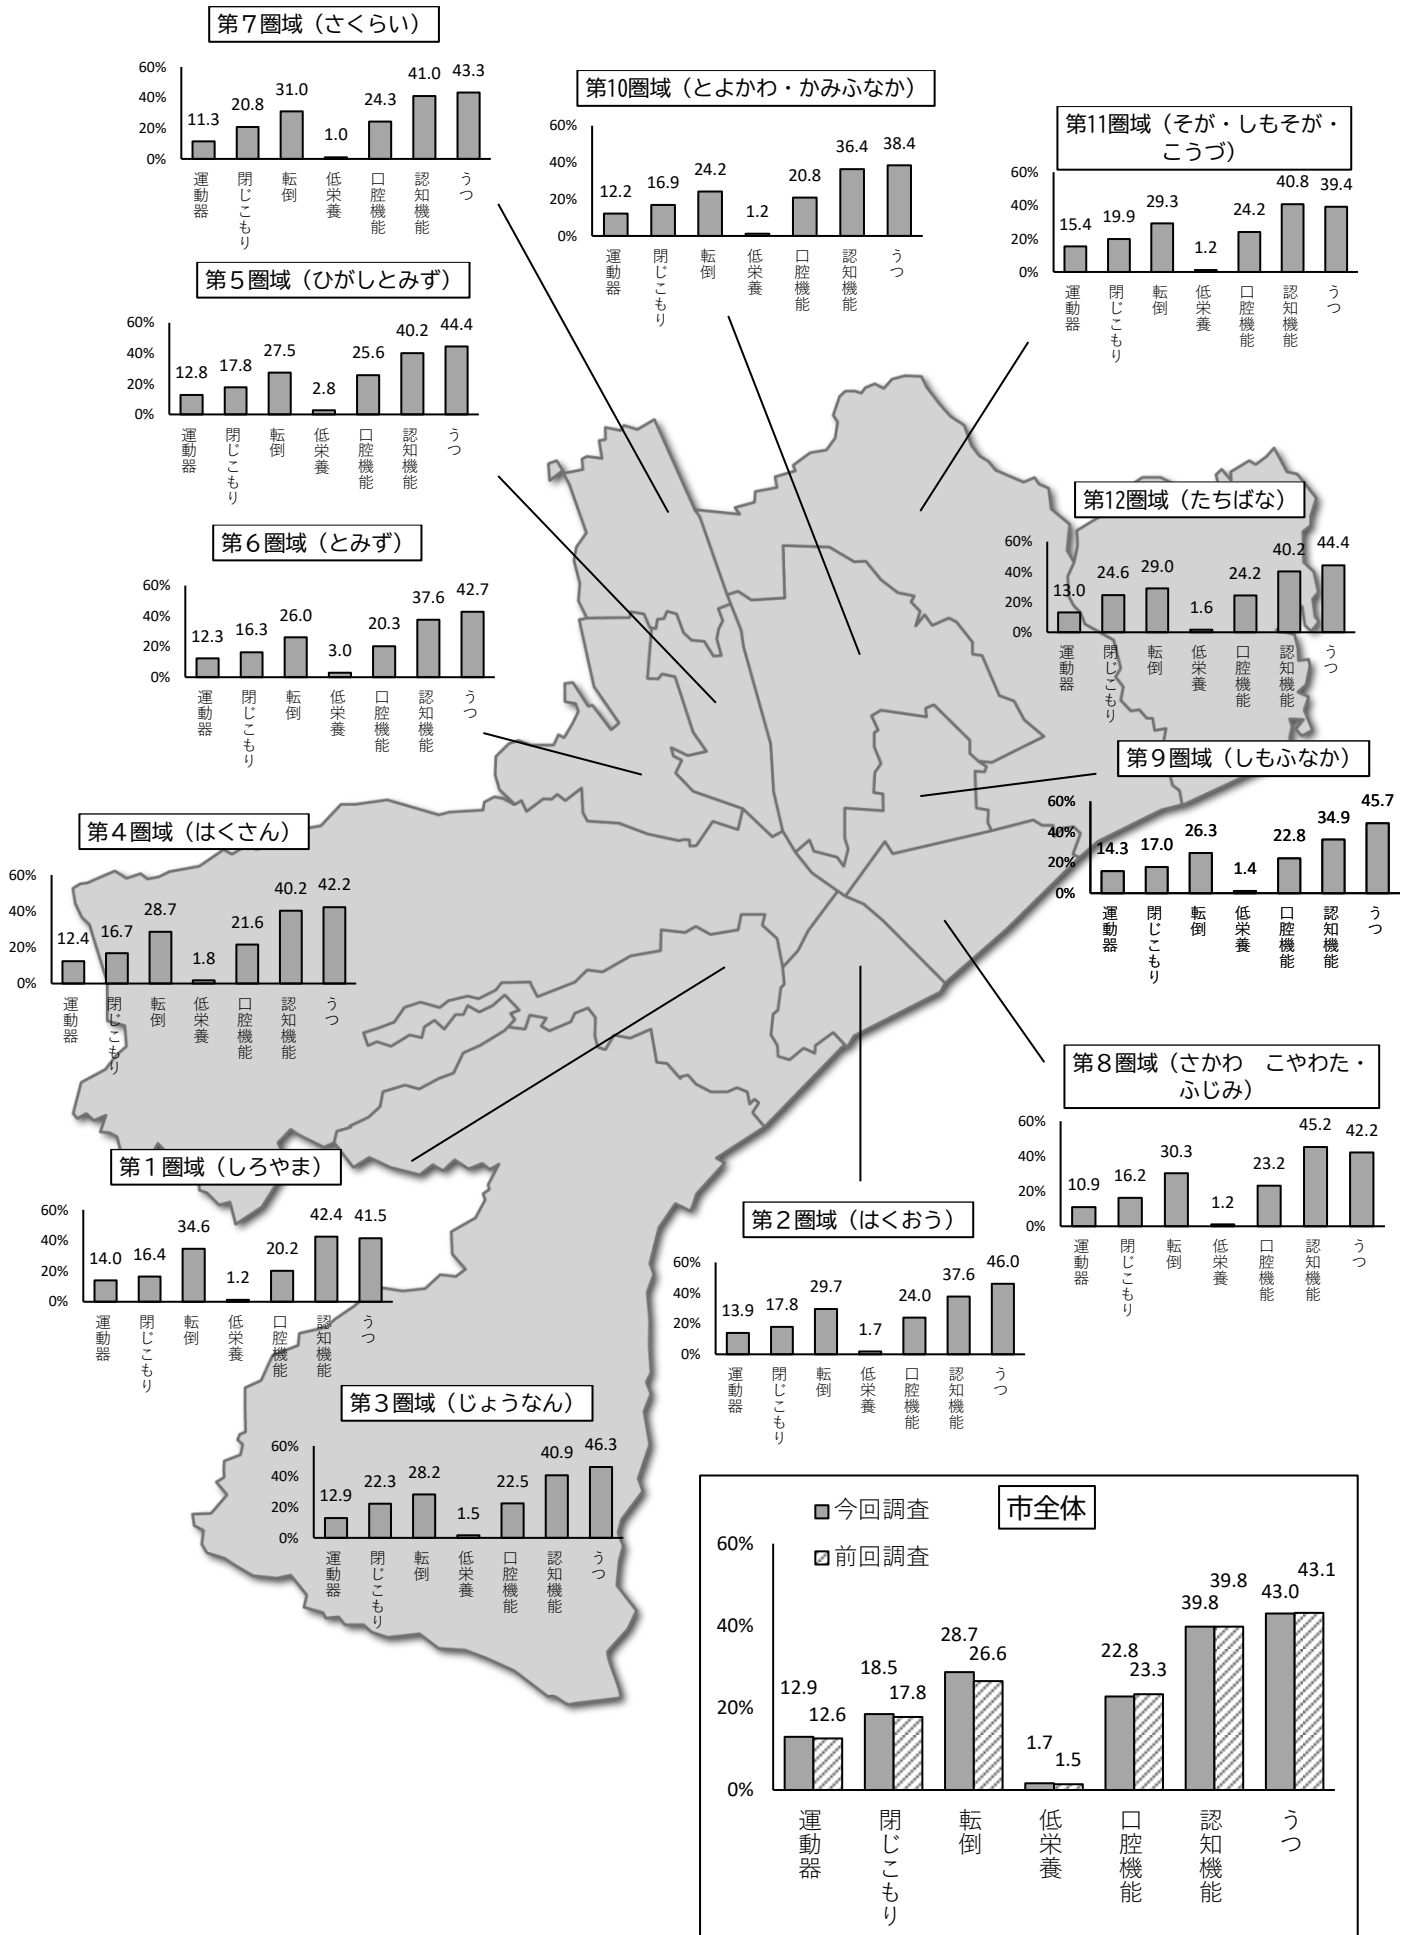 第７圏域（さくらい）
60%
40%
20%
0%
11.3
20.8
31.0
1.0
24.3
41.0
43.3
運動器
閉じこもり
転倒
低栄養
口腔機能
認知機能
うつ
第10圏域（とよかわ・かみふなか）
60%
40%
20%
0%
12.2
16.9
24.2
1.2
20.8
36.4
38.4
運動器
閉じこもり
転倒
低栄養
口腔機能
認知機能
うつ
第11圏域（そが・しもそが・
こうづ）
60%
40%
20%
0%
15.4
19.9
29.3
1.2
24.2
40.8
39.4
運動器
閉じこもり
転倒
低栄養
口腔機能
認知機能
うつ
第５圏域（ひがしとみず）
60%
40%
20%
0%
12.8
17.8
27.5
2.8
25.6
40.2
44.4
運動器
閉じこもり
転倒
低栄養
口腔機能
認知機能
うつ
第12圏域（たちばな）
60%
40%
20%
0%
13.0
24.6
29.0
1.6
24.2
40.2
44.4
運動器
閉じこもり
転倒
低栄養
口腔機能
認知機能
うつ
第６圏域（とみず）
60%
40%
20%
0%
12.3
16.3
26.0
3.0
20.3
37.6
42.7
運動器
閉じこもり
転倒
低栄養
口腔機能
認知機能
うつ
第９圏域（しもふなか）
60%
40%
20%
0%
14.3
17.0
26.3
1.4
22.8
34.9
45.7
運動器
閉じこもり
転倒
低栄養
口腔機能
認知機能
うつ
第４圏域（はくさん）
60%
40%
20%
0%
12.4
16.7
28.7
1.8
21.6
40.2
42.2
運動器
閉じこもり
転倒
低栄養
口腔機能
認知機能
うつ
第８圏域（さかわ　こやわた・
ふじみ）
60%
40%
20%
0%
10.9
16.2
30.3
1.2
23.2
45.2
42.2
運動器
閉じこもり
転倒
低栄養
口腔機能
認知機能
うつ
第１圏域（しろやま）
60%
40%
20%
0%
14.0
16.4
34.6
1.2
20.2
42.4
41.5
運動器
閉じこもり
転倒
低栄養
口腔機能
認知機能
うつ
第２圏域（はくおう）
60%
40%
20%
0%
13.9
17.8
29.7
1.7
24.0
37.6
46.0
運動器
閉じこもり
転倒
低栄養
口腔機能
認知機能
うつ
第３圏域（じょうなん）
60%
40%
20%
0%
12.9
22.3
28.2
1.5
22.5
40.9
46.3
運動器
閉じこもり
転倒
低栄養
口腔機能
認知機能
うつ
市全体
今回調査
前回調査
60%
40%
20%
0%
12.9
12.6
18.5
17.8
28.7
26.6
1.7
1.5
22.8
23.3
39.8
39.8
43.0
43.1
運動器
閉じこもり
転倒
低栄養
口腔機能
認知機能
うつ